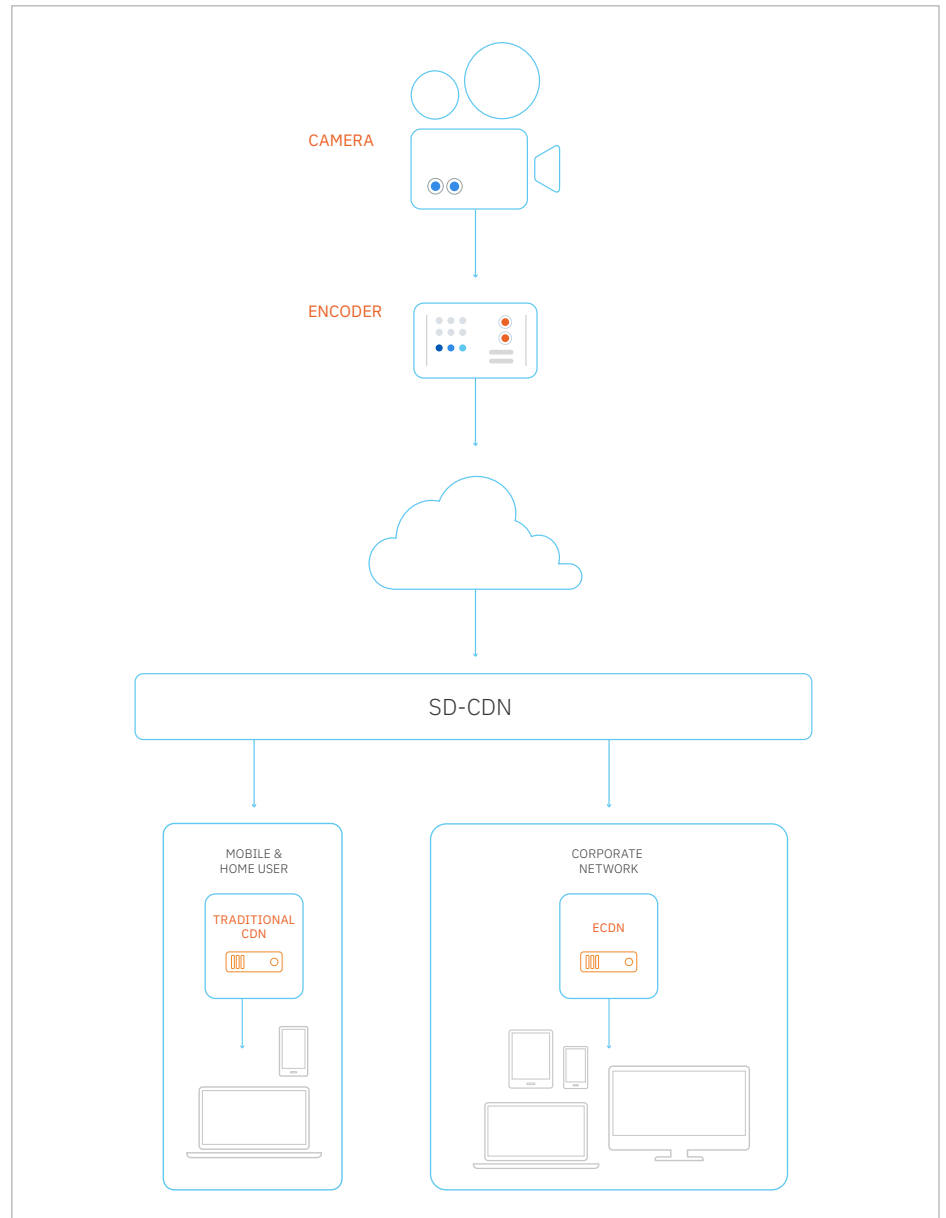 CAMERA
ENCODER
SD-CDN
MOBILE &
HOME USER
TRADITIONAL
CDN
CORPORATE
NETWORK
ECDN